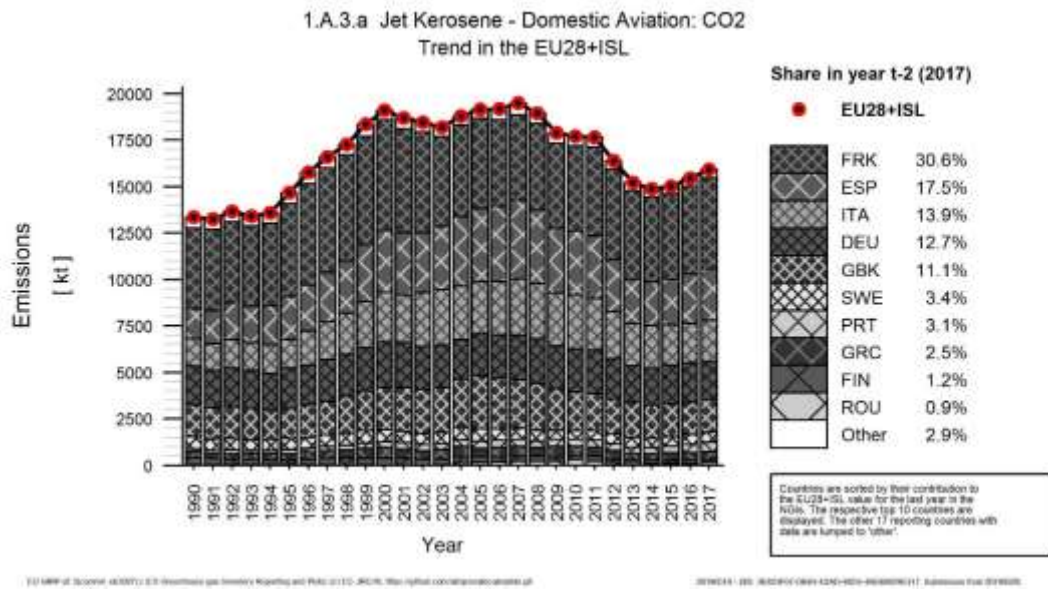 1.A.3.a Jet Kerosene - Domestic Aviation: CO2
Trend in the EU28+ISL
Share in year t-2 (2017)
EU28+ISL
FRK 30.6%
ESP 17.5%
ITA 13.9%
DEU 12.7%
GBK 11.1%
SWE 3.4%
PRT 3.1%
GRC 2.5%
FIN 1.2%
ROU 0.9%
Other 2.9%
Emissions
[ kt]
20000
17500
15000
12500
10000
7500
5000
2500
0
1990 1991 1992 1993 1994 1995 1996 1997 1998 1999 2000 2001 2002 2003 2004 2005 2006 2007 2008 2009 2010 2011 2012 2013 2014 2015 2016 2017
Year
Countries are sorted by their contribution to
the EU28+ISL value for the last year in the
NGIs. The respective top 10 countries are
displayed. The other 17 reporting countries with
data are lumped to 'other'.